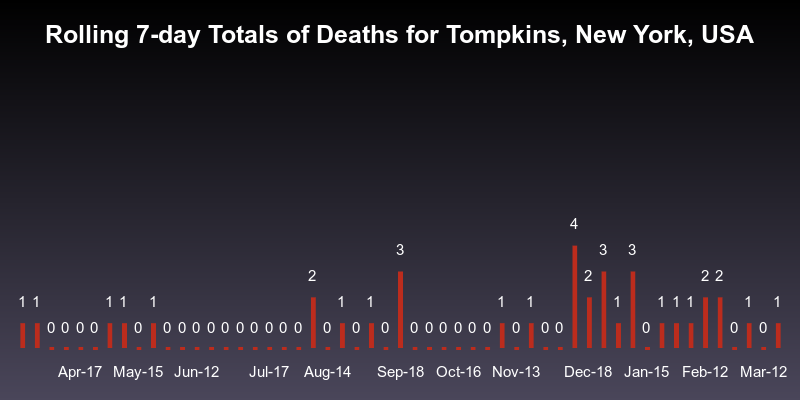 Rolling 7-day Totals of Deaths for Tompkins, New York, USA
4
3 3 3
2 2 2 2
1 1 1 1 1 1 1 1 1 1 1 1 1 1 1
0 0 0 0 0 0 0 0 0 0 0 0 0 0 0 0 0 0 0 0 0 0 0 0 0 0 0 0 0 0
Apr-17 May-15 Jun-12 Jul-17 Aug-14 Sep-18 Oct-16 Nov-13 Dec-18 Jan-15 Feb-12 Mar-12